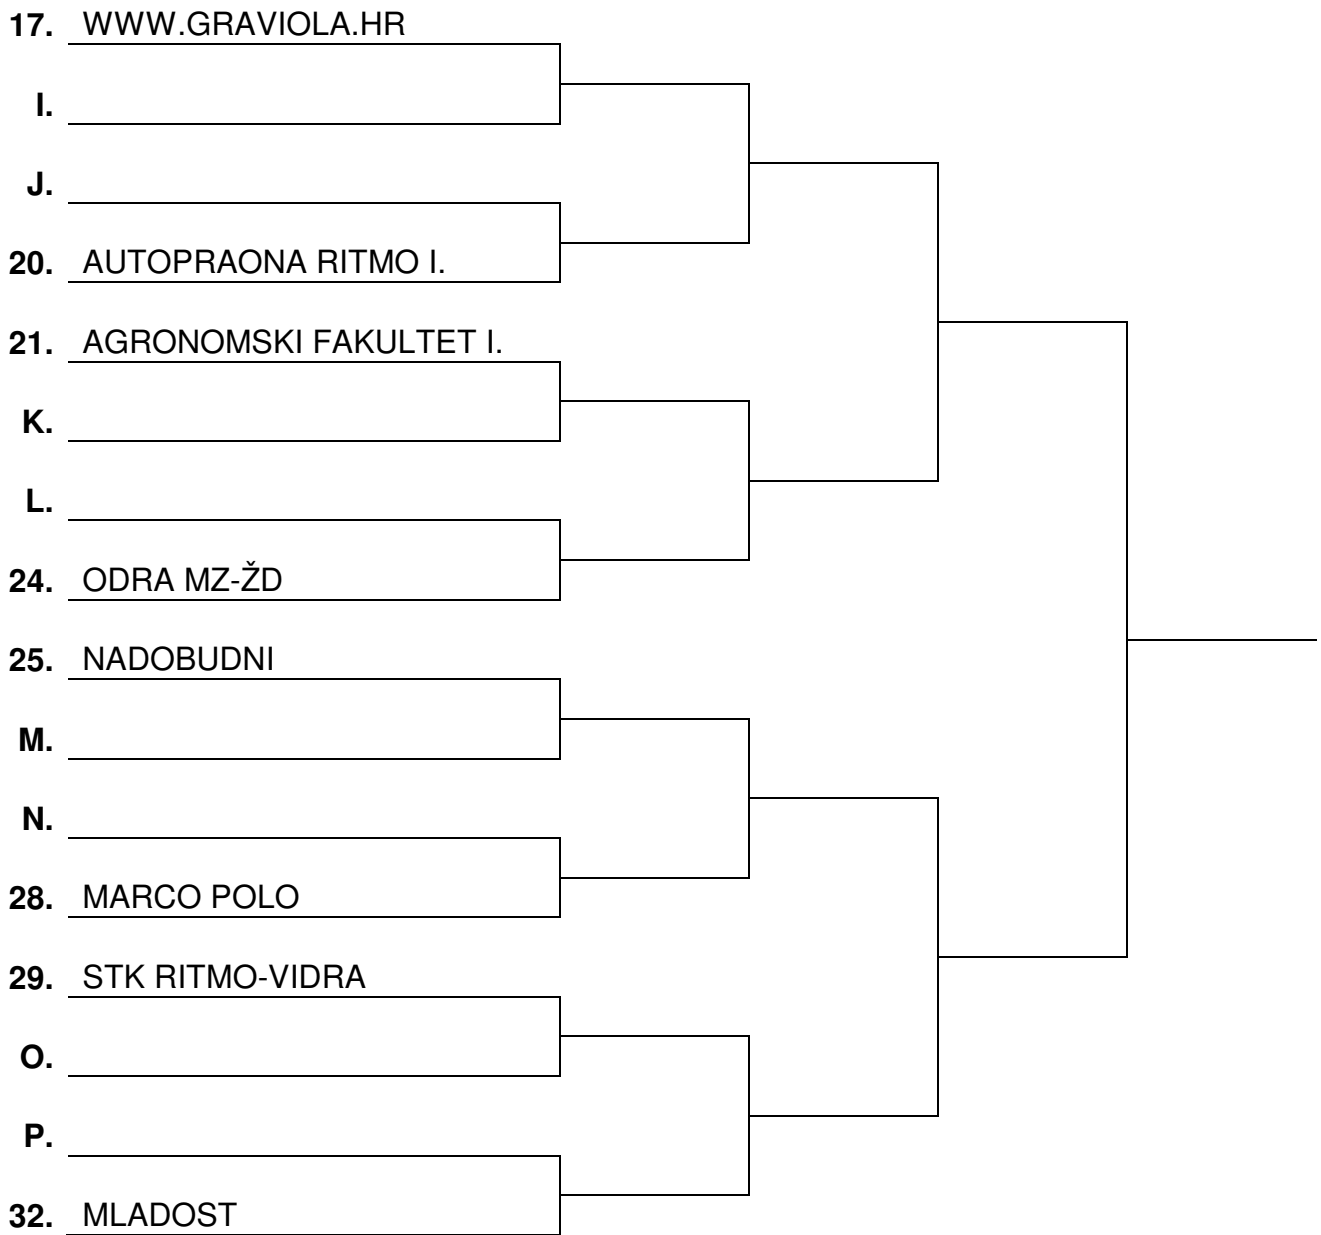 17. WWW.GRAVIOLA.HR
I.
J.
20. AUTOPRAONA RITMO I.
21. AGRONOMSKI FAKULTET I.
K.
L.
24. ODRA MZ-ŽD
25. NADOBUDNI
M.
N.
28. MARCO POLO
29. STK RITMO-VIDRA
O.
P.
32. MLADOST